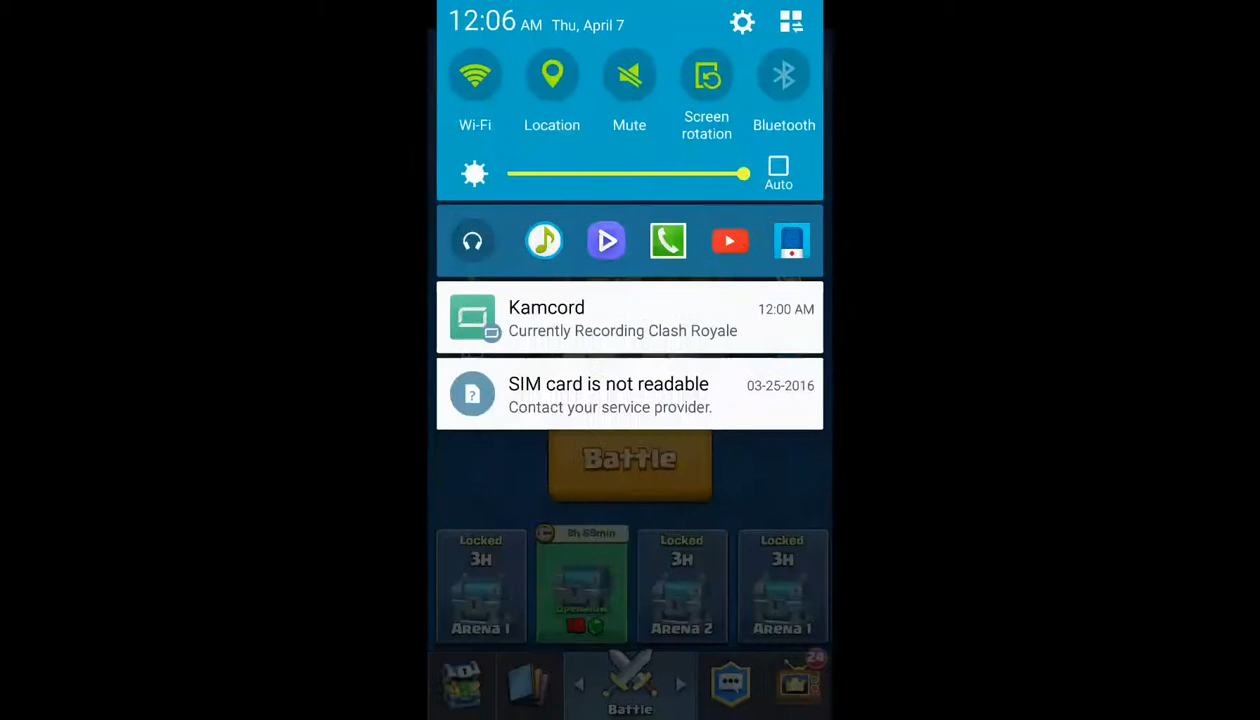 12:06 AM Thu, April 7
Wi-Fi
Location
Mute
Screen
rotation
Bluetooth
Auto
Kamcord
12:00 AM
Currently Recording Clash Royale
SIM card is not readable
03-25-2016
Contact your service provider.
Battle
Locked
3H
Arena 1
Locked
3H
Arena 2
Locked
3H
Arena 1
24
Battle